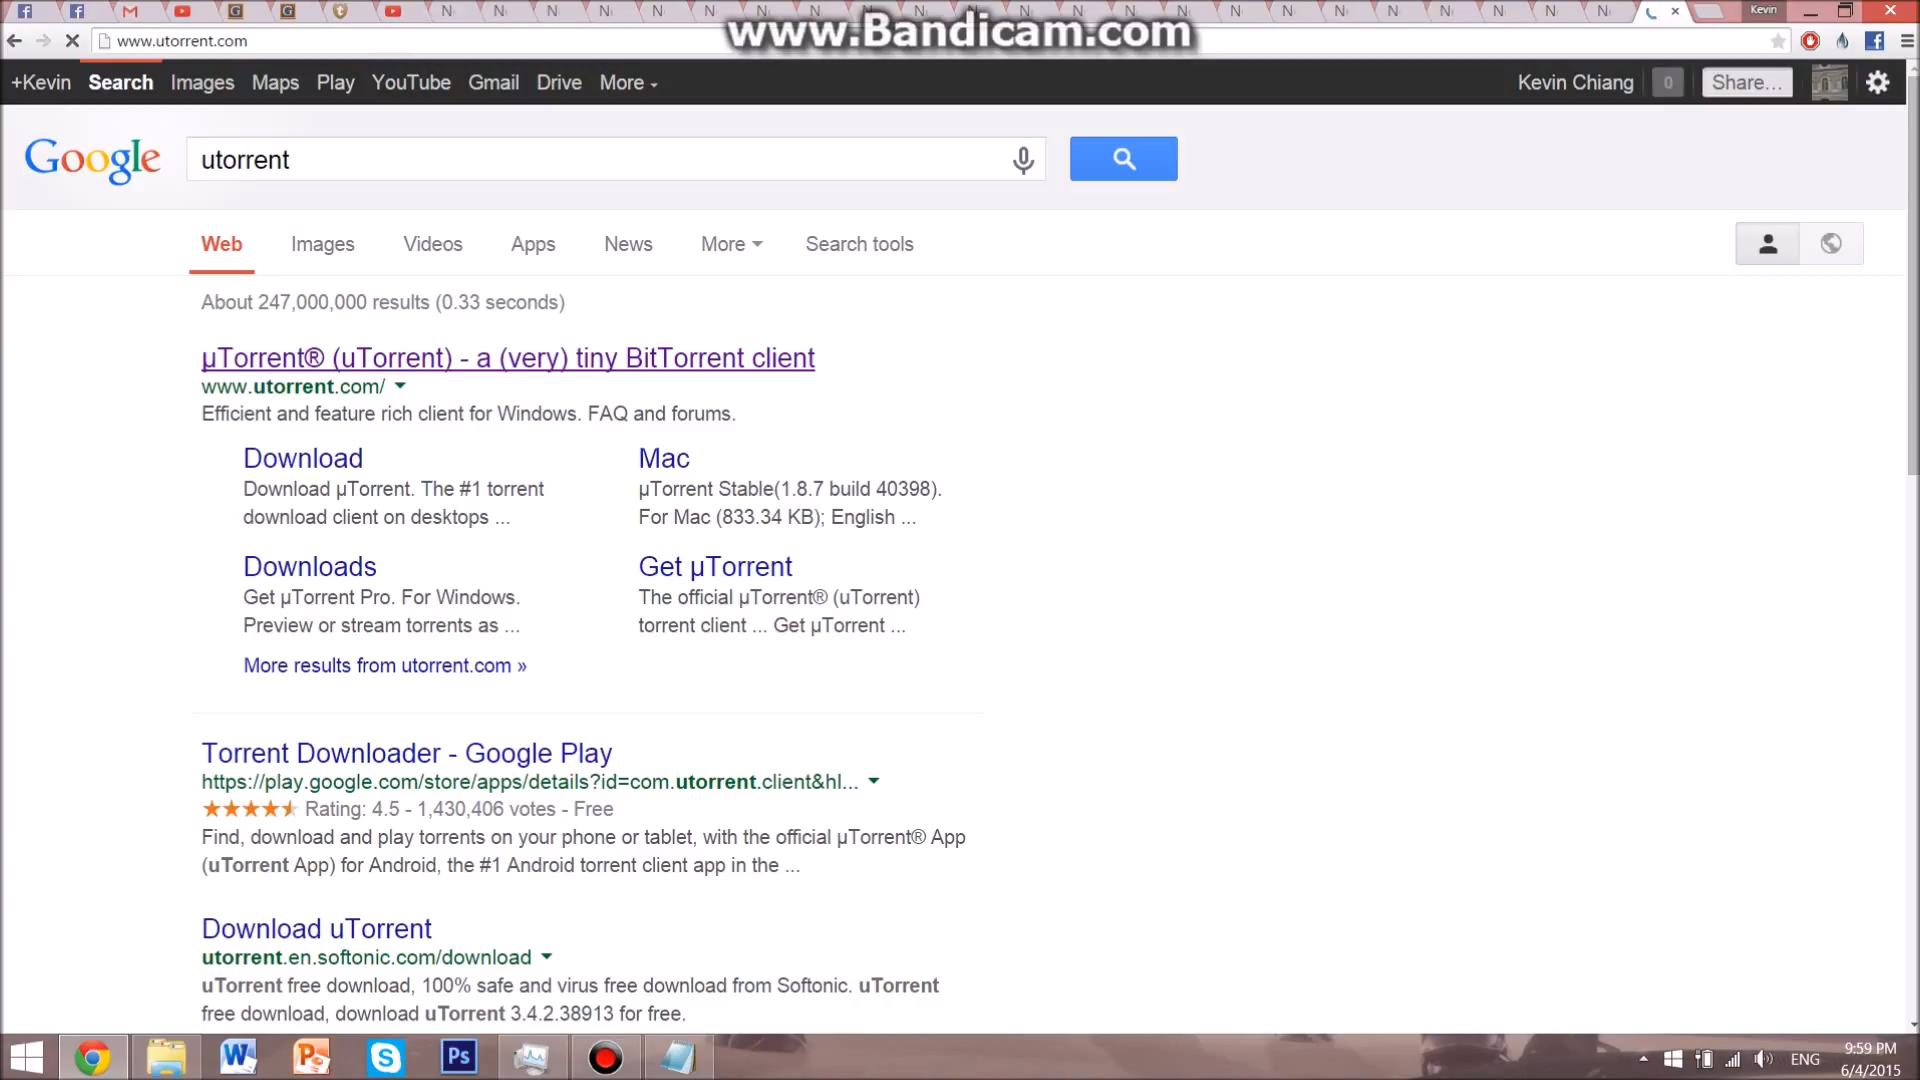 www.Bandicam.com
Kevin
www.utorrent.com
+Kevin Search Images Maps Play YouTube Gmail Drive More
Kevin Chiang 0 Share...
Google
utorrent
Web Images Videos Apps News More Search tools
About 247,000,000 results (0.33 seconds)
µTorrent® (uTorrent) - a (very) tiny BitTorrent client
www.utorrent.com/
Efficient and feature rich client for Windows. FAQ and forums.
Download
Download µTorrent. The #1 torrent
download client on desktops ...
Mac
µTorrent Stable(1.8.7 build 40398).
For Mac (833.34 KB); English ...
Downloads
Get µTorrent Pro. For Windows.
Preview or stream torrents as ...
Get µTorrent
The official µTorrent® (uTorrent)
torrent client ... Get µTorrent ...
More results from utorrent.com »
Torrent Downloader - Google Play
https://play.google.com/store/apps/details?id=com.utorrent.client&hl...
Rating: 4.5 - 1,430,406 votes - Free
Find, download and play torrents on your phone or tablet, with the official µTorrent® App
(uTorrent App) for Android, the #1 Android torrent client app in the ...
Download uTorrent
utorrent.en.softonic.com/download
uTorrent free download, 100% safe and virus free download from Softonic. uTorrent
free download, download uTorrent 3.4.2.38913 for free.
Ps
ENG
9:59 PM
6/4/2015